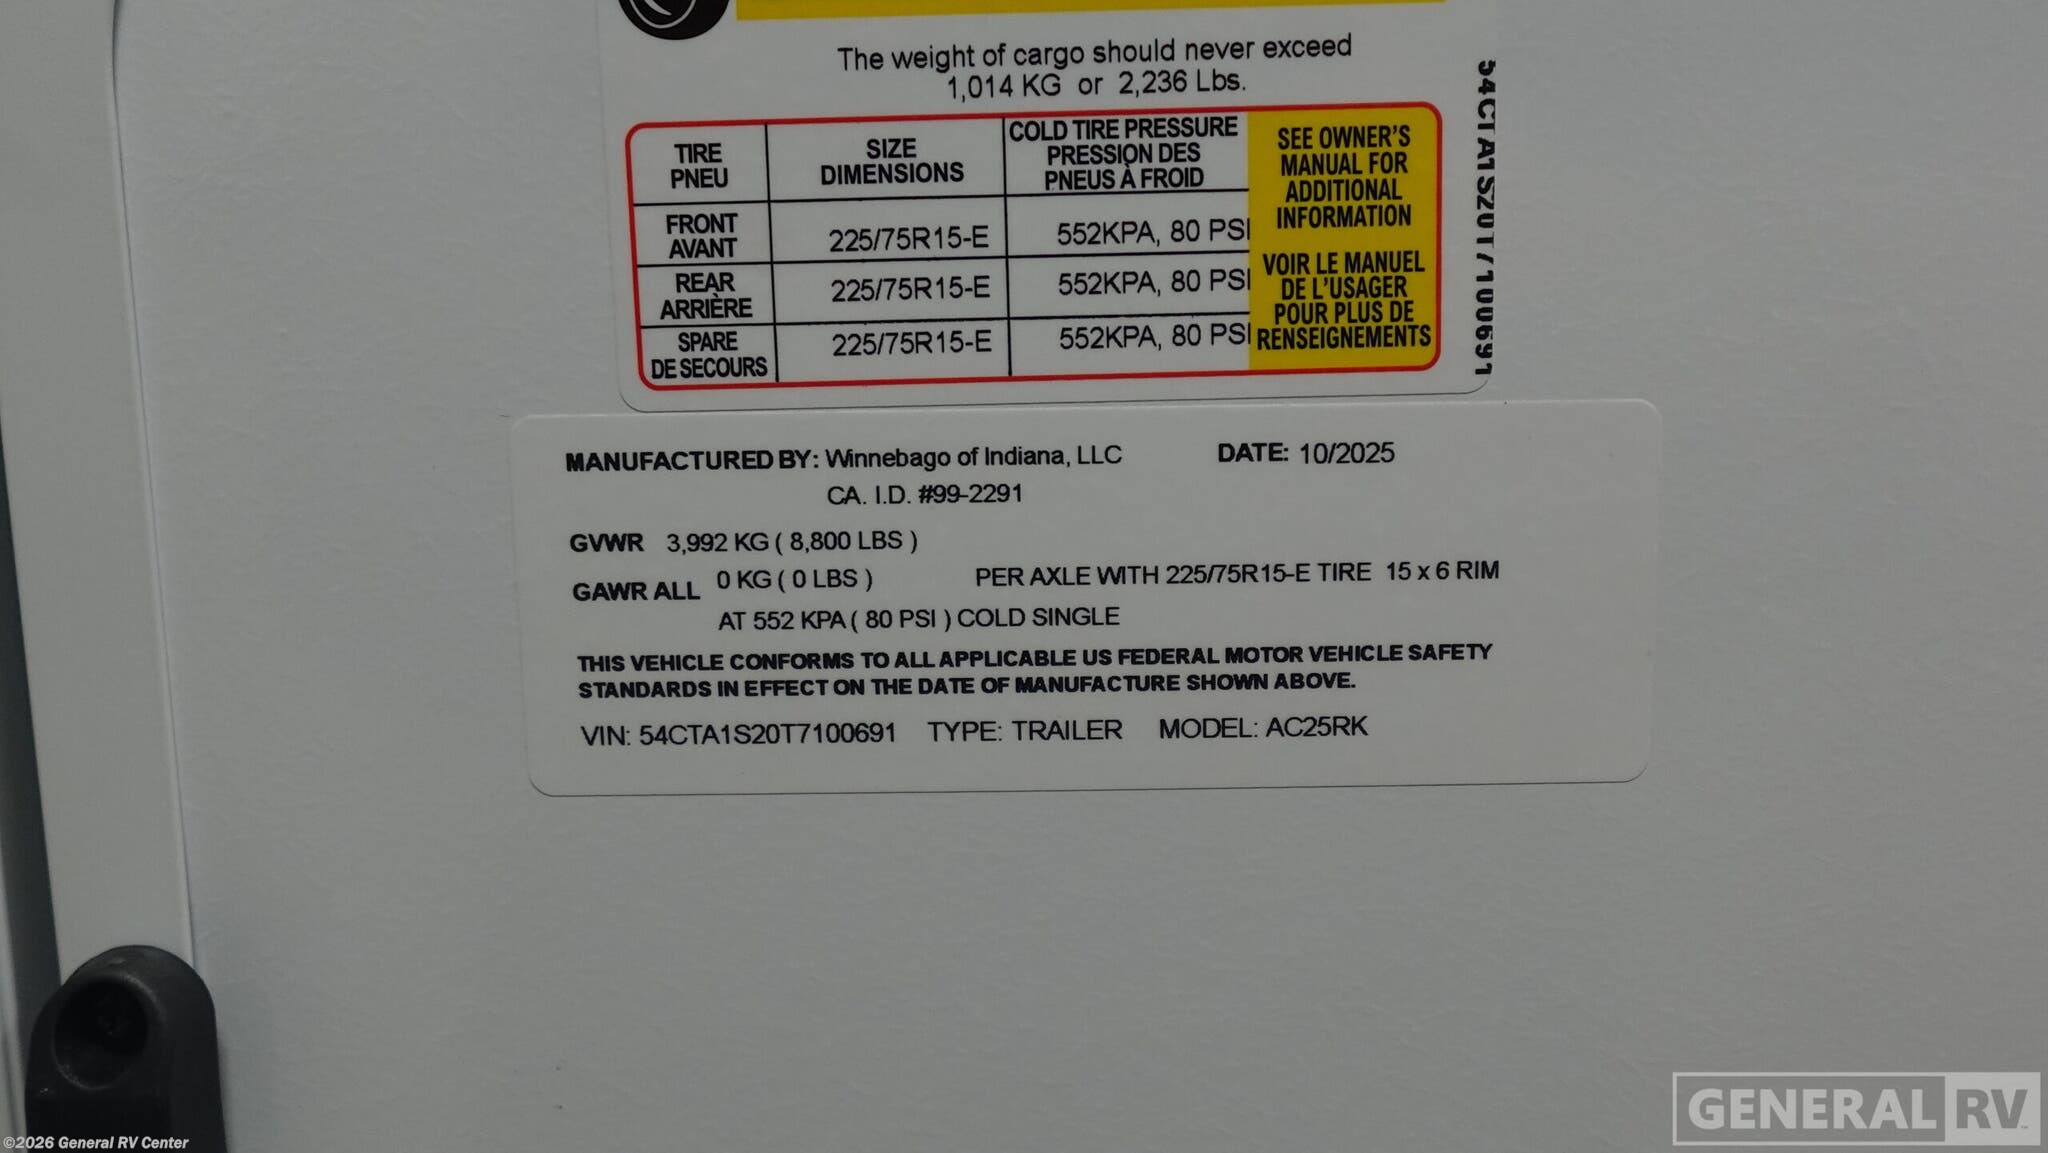 The weight of cargo should never exceed
1,014 KG or 2,236 Lbs.
TIRE
PNEU
SIZE
DIMENSIONS
COLD TIRE PRESSURE
PRESSION DES
PNEUS À FROID
FRONT
AVANT
225/75R15-E
552KPA, 80 PSI
REAR
ARRIÈRE
225/75R15-E
552KPA, 80 PSI
SPARE
DE SECOURS
225/75R15-E
552KPA, 80 PSI
SEE OWNER'S
MANUAL FOR
ADDITIONAL
INFORMATION
VOIR LE MANUEL
DE L'USAGER
POUR PLUS DE
RENSEIGNEMENTS
54CTA1S20T7100691
MANUFACTURED BY: Winnebago of Indiana, LLC DATE: 10/2025
CA. I.D. #99-2291
GVWR 3,992 KG ( 8,800 LBS )
GAWR ALL 0 KG ( 0 LBS ) PER AXLE WITH 225/75R15-E TIRE 15 x 6 RIM
AT 552 KPA ( 80 PSI ) COLD SINGLE
THIS VEHICLE CONFORMS TO ALL APPLICABLE US FEDERAL MOTOR VEHICLE SAFETY
STANDARDS IN EFFECT ON THE DATE OF MANUFACTURE SHOWN ABOVE.
VIN: 54CTA1S20T7100691 TYPE: TRAILER MODEL: AC25RK
GENERAL RV
©2026 General RV Center